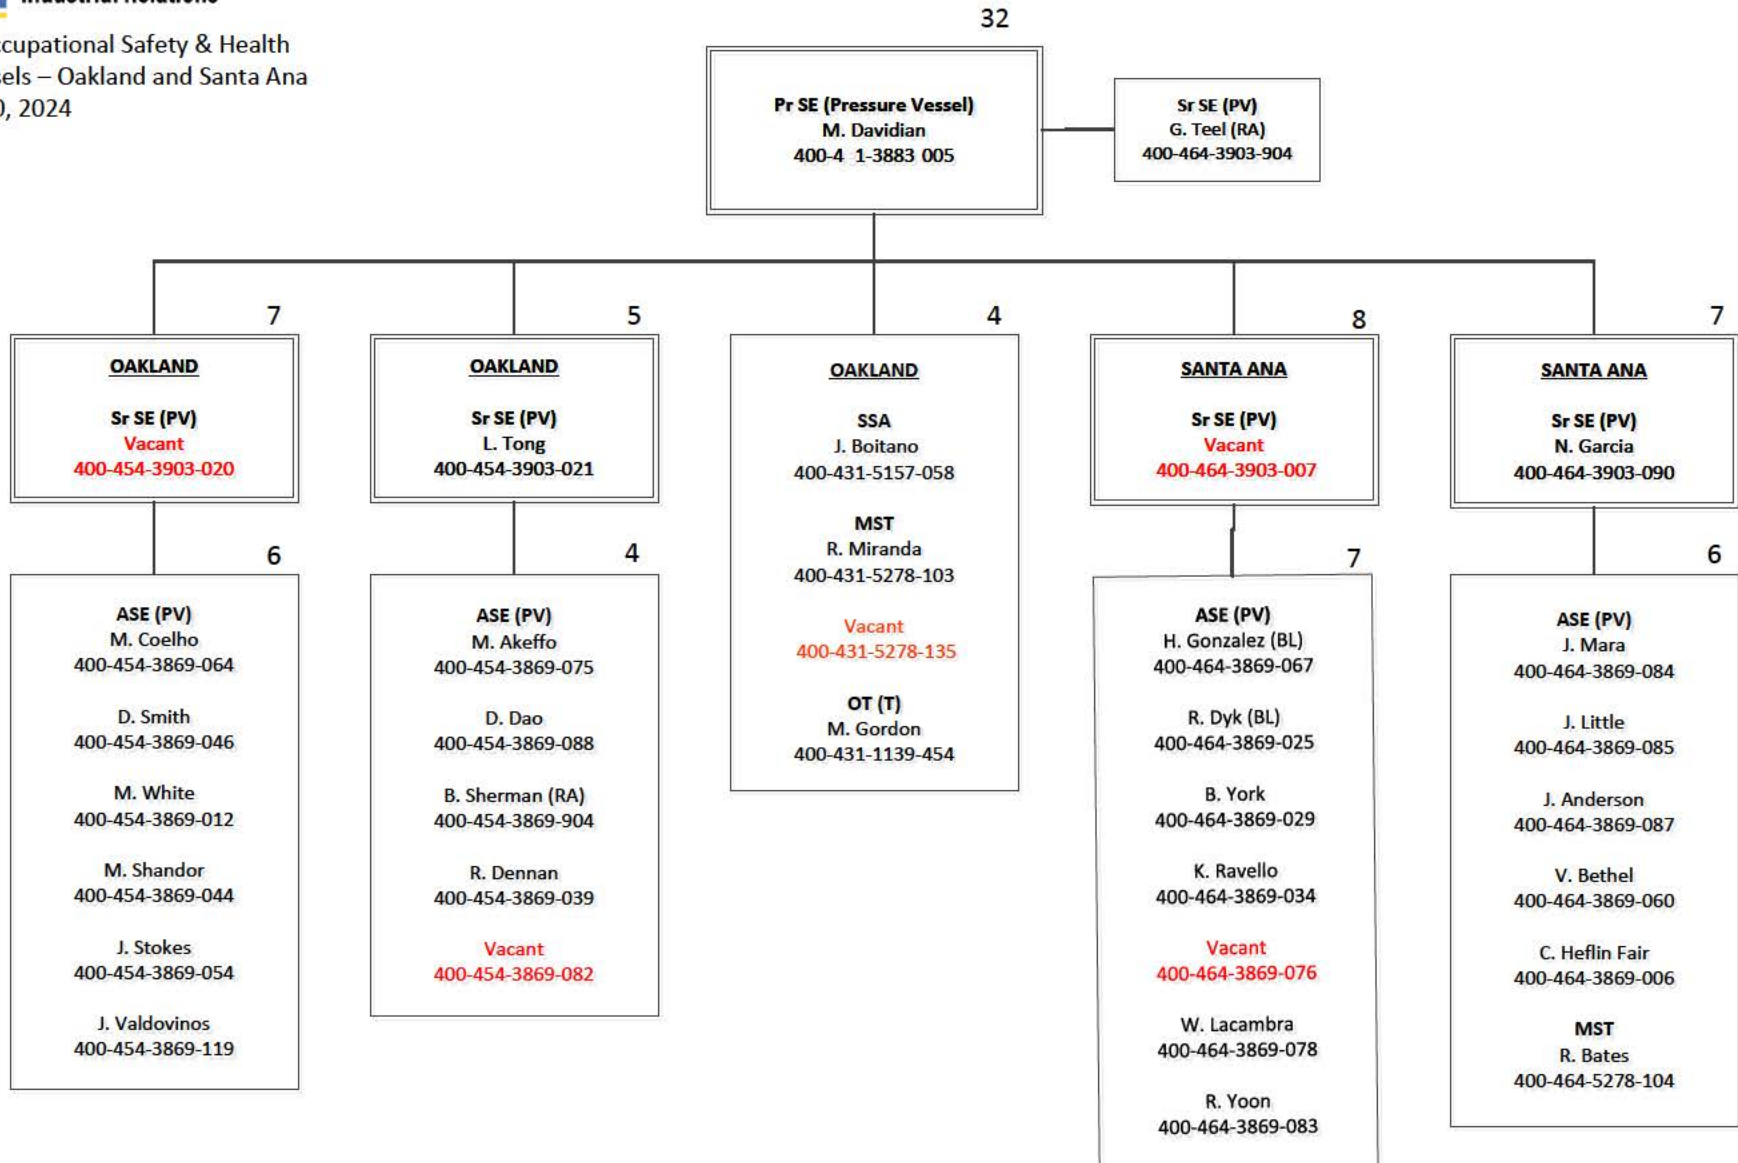 Industrial Relations
ccupational Safety & Health
sels – Oakland and Santa Ana
0, 2024
32
Pr SE (Pressure Vessel)
M. Davidian
400-4 1-3883 005
Sr SE (PV)
G. Teel (RA)
400-464-3903-904
7
OAKLAND
Sr SE (PV)
Vacant
400-454-3903-020
6
ASE (PV)
M. Coelho
400-454-3869-064
D. Smith
400-454-3869-046
M. White
400-454-3869-012
M. Shandor
400-454-3869-044
J. Stokes
400-454-3869-054
J. Valdovinos
400-454-3869-119
5
OAKLAND
Sr SE (PV)
L. Tong
400-454-3903-021
4
ASE (PV)
M. Akeffo
400-454-3869-075
D. Dao
400-454-3869-088
B. Sherman (RA)
400-454-3869-904
R. Dennan
400-454-3869-039
Vacant
400-454-3869-082
4
OAKLAND
SSA
J. Boitano
400-431-5157-058
MST
R. Miranda
400-431-5278-103
Vacant
400-431-5278-135
OT (T)
M. Gordon
400-431-1139-454
8
SANTA ANA
Sr SE (PV)
Vacant
400-464-3903-007
7
ASE (PV)
H. Gonzalez (BL)
400-464-3869-067
R. Dyk (BL)
400-464-3869-025
B. York
400-464-3869-029
K. Ravello
400-464-3869-034
Vacant
400-464-3869-076
W. Lacambra
400-464-3869-078
R. Yoon
400-464-3869-083
7
SANTA ANA
Sr SE (PV)
N. Garcia
400-464-3903-090
6
ASE (PV)
J. Mara
400-464-3869-084
J. Little
400-464-3869-085
J. Anderson
400-464-3869-087
V. Bethel
400-464-3869-060
C. Heflin Fair
400-464-3869-006
MST
R. Bates
400-464-5278-104